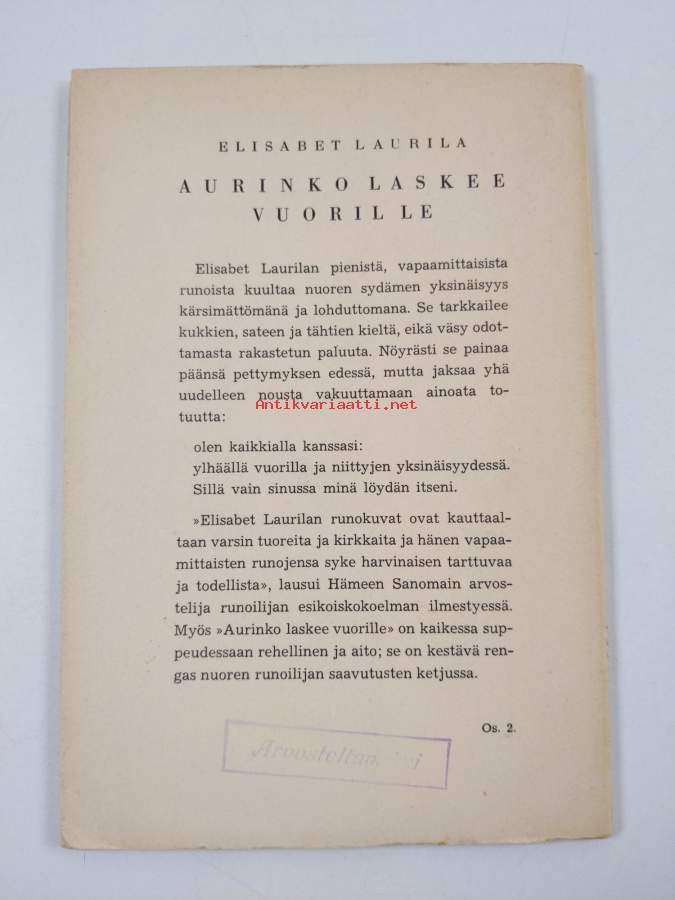 ELISABET LAURILA
AURINKO LASKEE
VUORILLE
Elisabet Laurilan pienistä, vapaamittaisista
runoista kuultaa nuoren sydämen yksinäisyys
kärsimättömänä ja lohduttomana. Se tarkkailee
kukkien, sateen ja tähtien kieltä, eikä väsy odot-
tamasta rakastetun paluuta. Nöyrästi se painaa
päänsä pettymyksen edessä, mutta jaksaa yhä
uudelleen nousta vakuuttamaan ainoata to-
Antikvariaatti.net
tuutta:
olen kaikkialla kanssasi:
ylhäällä vuorilla ja niittyjen yksinäisyydessä.
Sillä vain sinussa minä löydän itseni.
»Elisabet Laurilan runokuvat ovat kauttaal-
taan varsin tuoreita ja kirkkaita ja hänen vapaa-
mittaisten runojensa syke harvinaisen tarttuvaa
ja todellista», lausui Hämeen Sanomain arvos-
telija runoilijan esikoiskokoelman ilmestyessä.
Myös »Aurinko laskee vuorille» on kaikessa sup-
peudessaan rehellinen ja aito; se on kestävä ren-
gas nuoren runoilijan saavutusten ketjussa.
Os. 2.